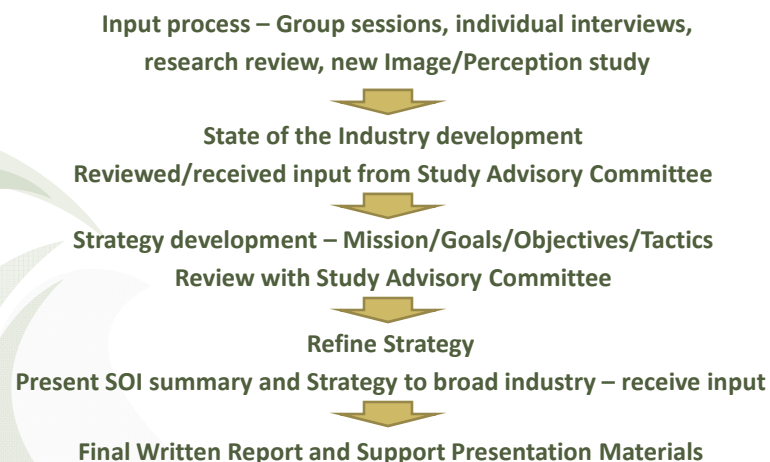 Input process – Group sessions, individual interviews,
research review, new Image/Perception study
State of the Industry development
Reviewed/received input from Study Advisory Committee
Strategy development – Mission/Goals/Objectives/Tactics
Review with Study Advisory Committee
Refine Strategy
Present SOI summary and Strategy to broad industry – receive input
Final Written Report and Support Presentation Materials